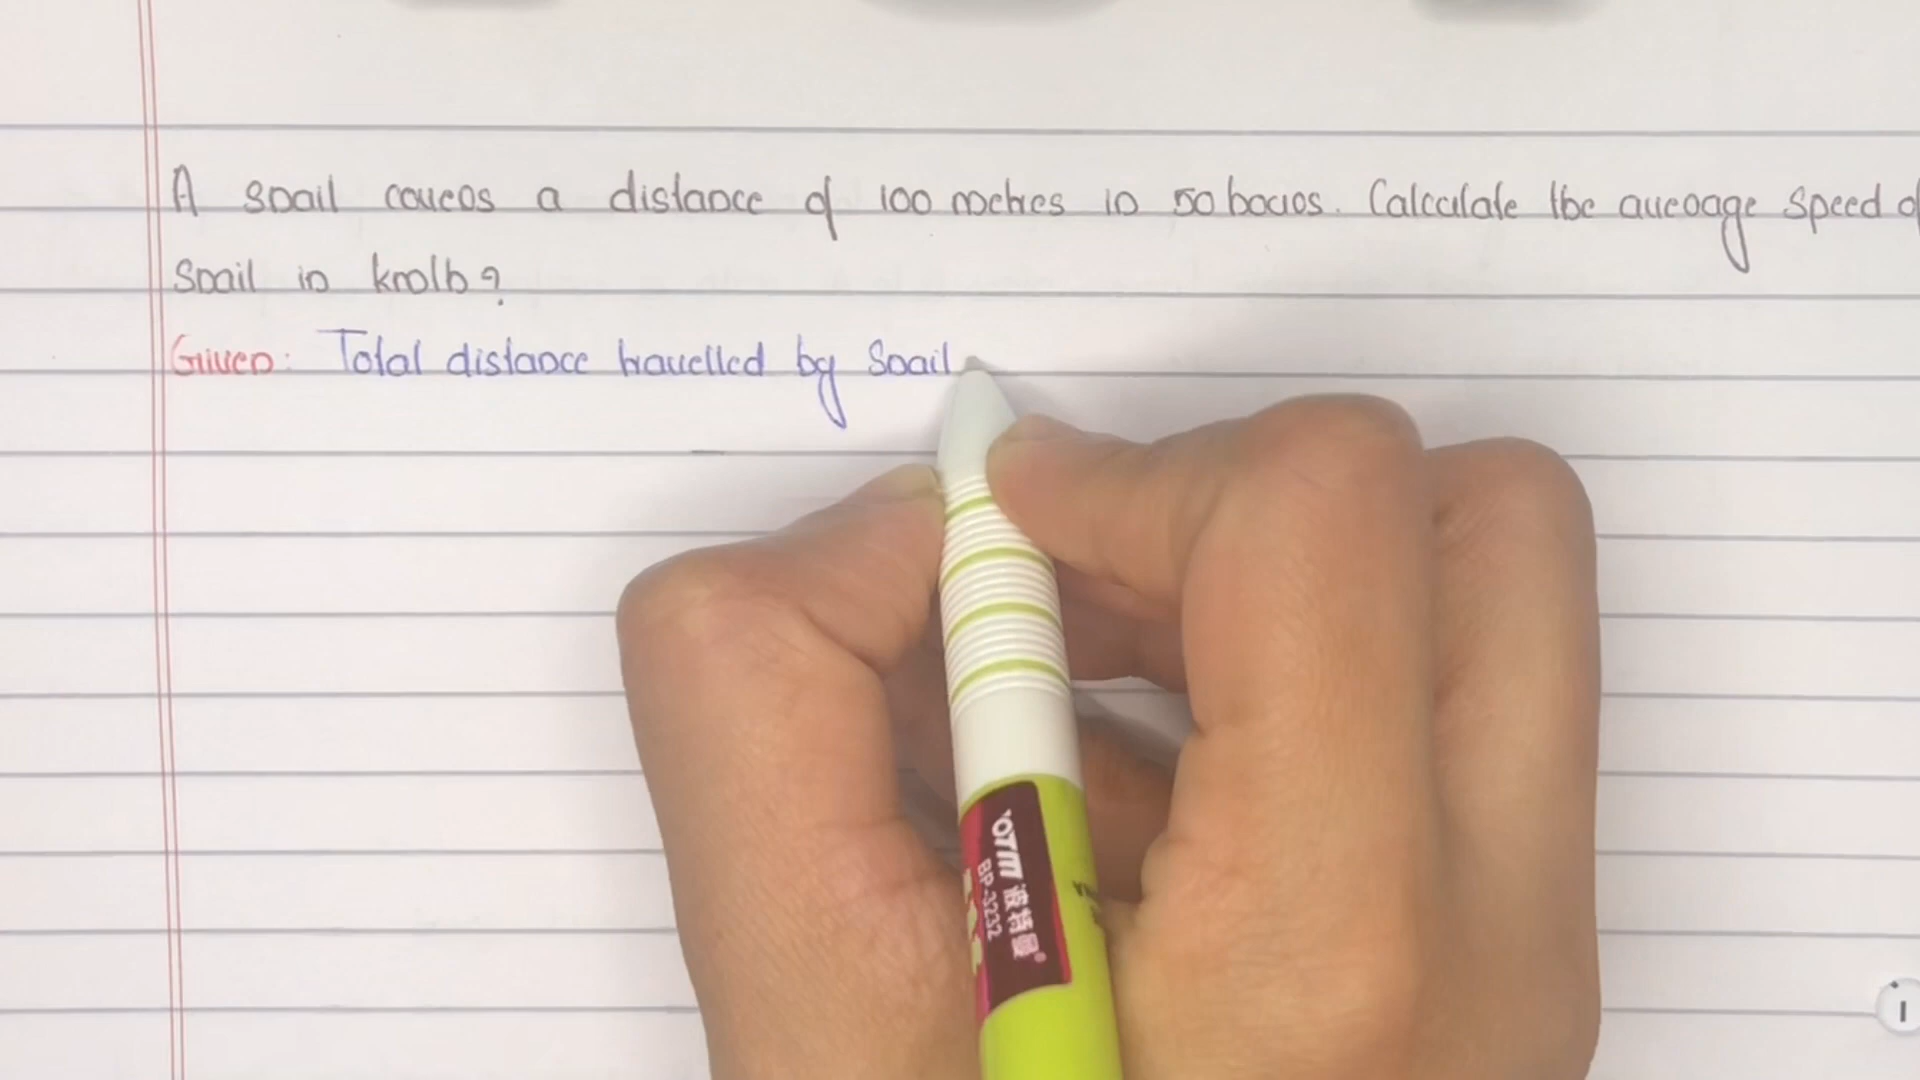 A snail covers a distance of 100 metres in 50 hours. Calculate the average speed of
Snail in km/h?
Given: Total distance travelled by Snail
BP-3232
1